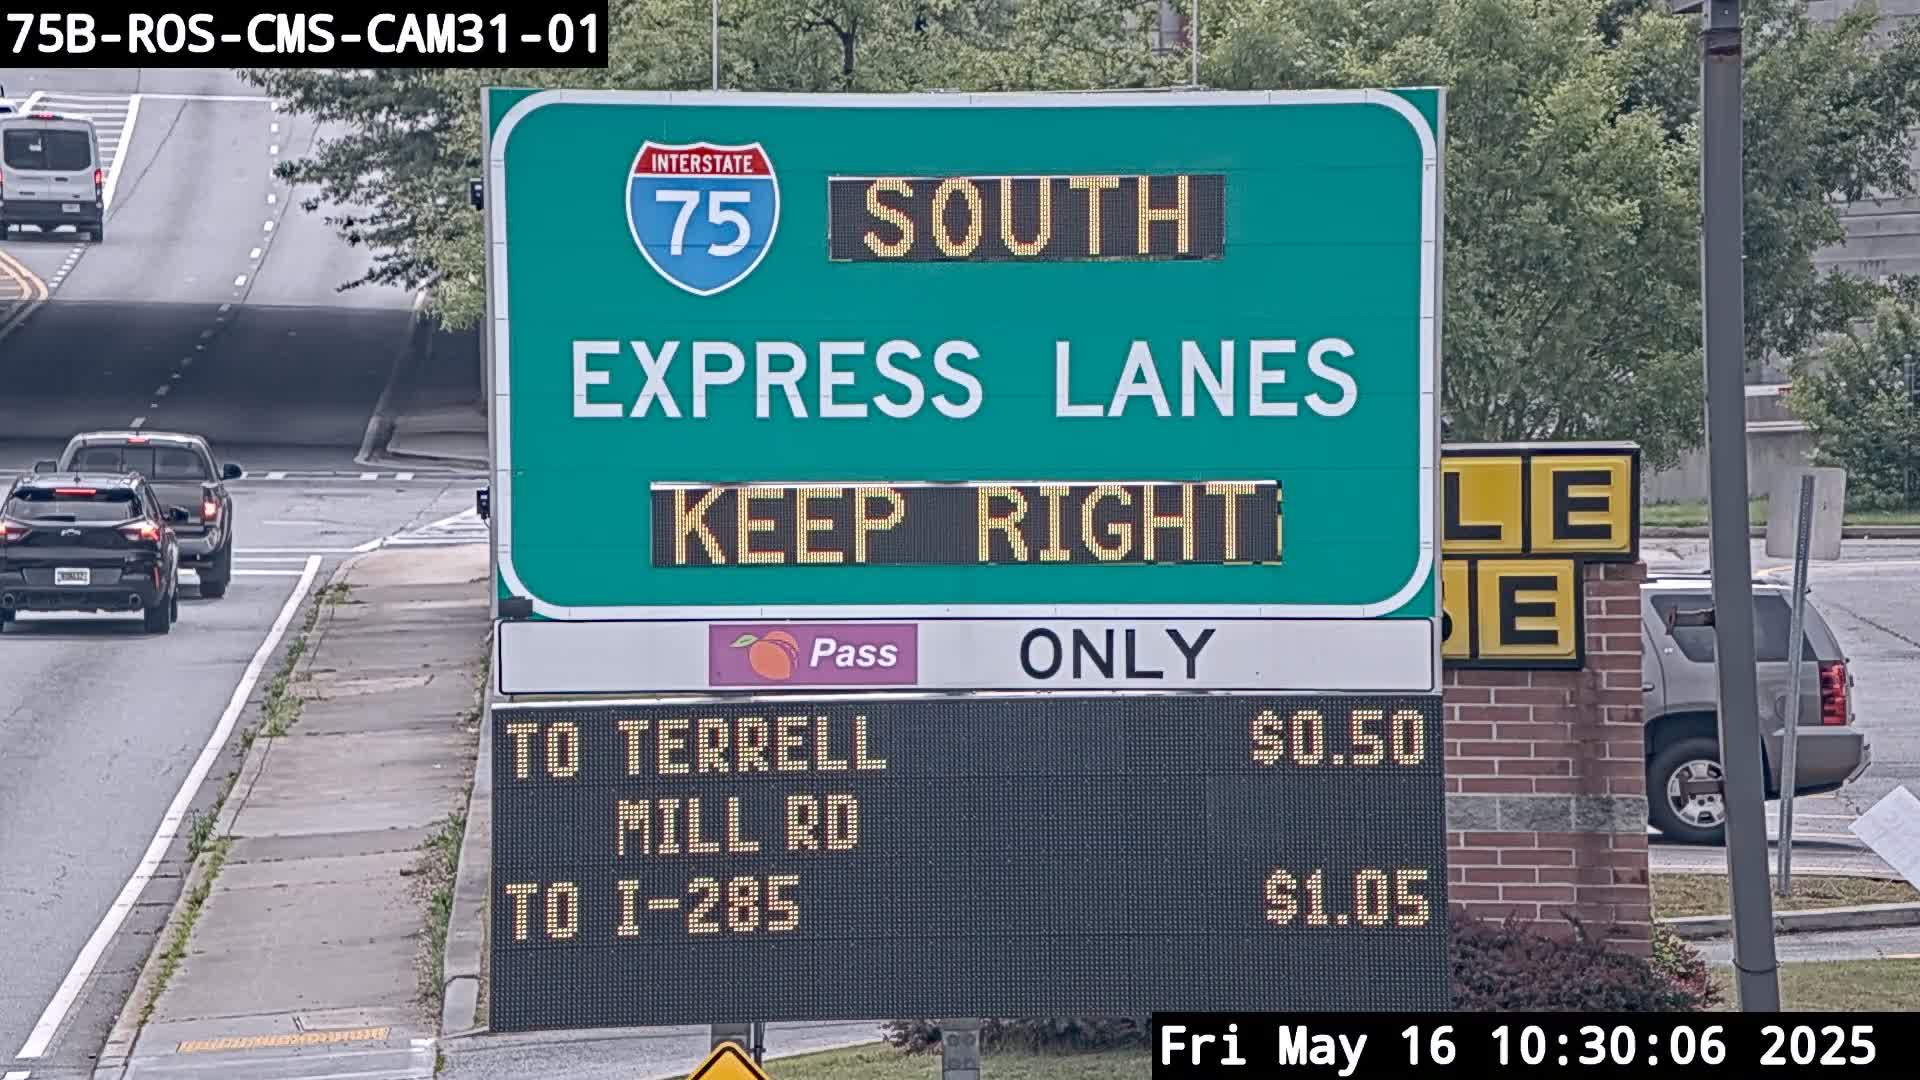 75B-ROS-CMS-CAM31-01
INTERSTATE
75
SOUTH
EXPRESS LANES
KEEP RIGHT
Pass ONLY
TO TERRELL $0.50
MILL RD
TO I-285 $1.05
LE
E
Fri May 16 10:30:06 2025